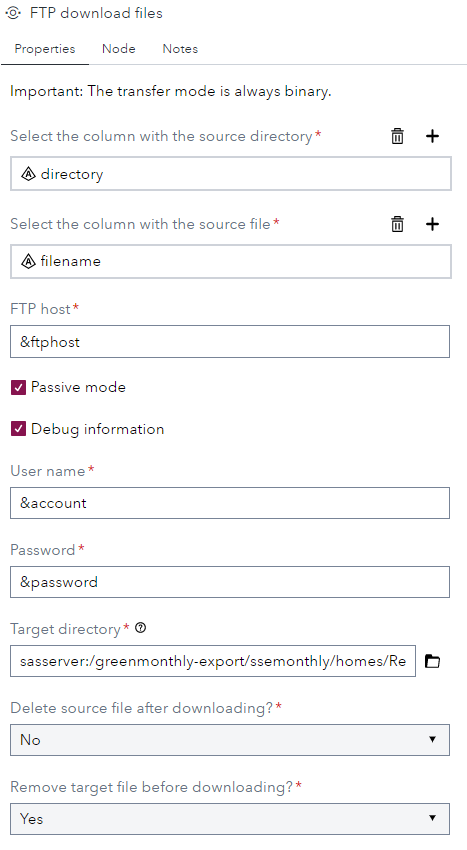 FTP download files
Properties Node Notes
Important: The transfer mode is always binary.
Select the column with the source directory*
directory
Select the column with the source file*
filename
FTP host*
&ftphost
Passive mode
Debug information
User name*
&account
Password*
&password
Target directory*
sasserver:/greenmonthly-export/ssemonthly/homes/Re
Delete source file after downloading?*
No
Remove target file before downloading?*
Yes